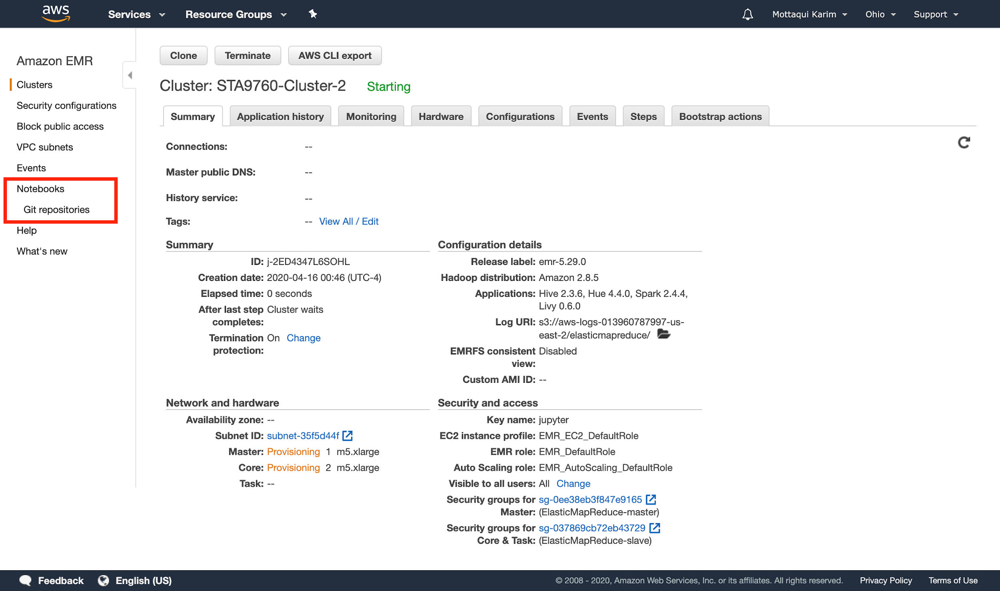 aws Services Resource Groups Mottaqui Karim Ohio Support
Amazon EMR
Clusters
Security configurations
Block public access
VPC subnets
Events
Notebooks
Git repositories
Help
What's new
Clone Terminate AWS CLI export
Cluster: STA9760-Cluster-2 Starting
Summary Application history Monitoring Hardware Configurations Events Steps Bootstrap actions
Connections: --
Master public DNS: --
History service: --
Tags: -- View All / Edit
Summary
ID: j-2ED4347L6SOHL
Creation date: 2020-04-16 00:46 (UTC-4)
Elapsed time: 0 seconds
After last step Cluster waits
completes:
Termination On Change
protection:
Configuration details
Release label: emr-5.29.0
Hadoop distribution: Amazon 2.8.5
Applications: Hive 2.3.6, Hue 4.4.0, Spark 2.4.4,
Livy 0.6.0
Log URI: s3://aws-logs-013960787997-us-
east-2/elasticmapreduce/
EMRFS consistent Disabled
view:
Custom AMI ID: --
Network and hardware
Availability zone: --
Subnet ID: subnet-35f5d44f
Master: Provisioning 1 m5.xlarge
Core: Provisioning 2 m5.xlarge
Task: --
Security and access
Key name: jupyter
EC2 instance profile: EMR_EC2_DefaultRole
EMR role: EMR_DefaultRole
Auto Scaling role: EMR_AutoScaling_DefaultRole
Visible to all users: All Change
Security groups for sg-0ee38eb3f847e9165
Master: (ElasticMapReduce-master)
Security groups for sg-037869cb72eb43729
Core & Task: (ElasticMapReduce-slave)
Feedback English (US) © 2008 - 2020, Amazon Web Services, Inc. or its affiliates. All rights reserved. Privacy Policy Terms of Use